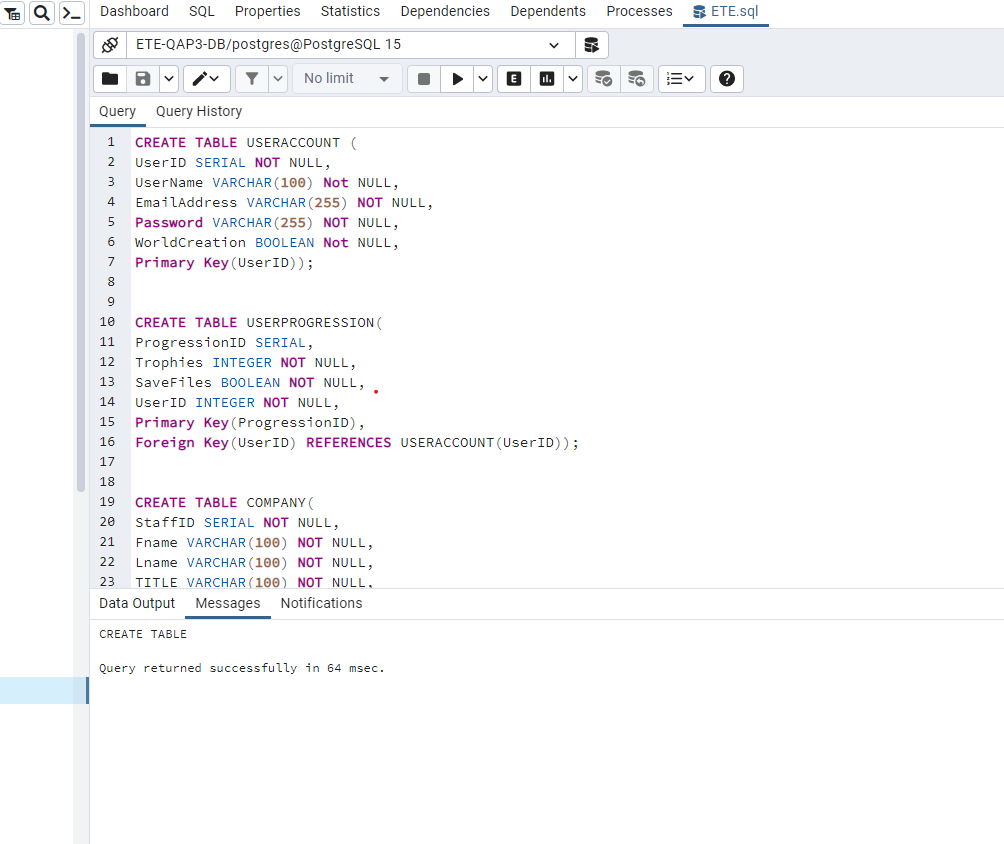 Dashboard SQL Properties Statistics Dependencies Dependents Processes ETE.sql
ETE-QAP3-DB/postgres@PostgreSQL 15
No limit E
Query Query History
1 CREATE TABLE USERACCOUNT (
2 UserID SERIAL NOT NULL,
3 UserName VARCHAR(100) Not NULL,
4 EmailAddress VARCHAR(255) NOT NULL,
5 Password VARCHAR(255) NOT NULL,
6 WorldCreation BOOLEAN Not NULL,
7 Primary Key(UserID));
8
9
10 CREATE TABLE USERPROGRESSION(
11 ProgressionID SERIAL,
12 Trophies INTEGER NOT NULL,
13 SaveFiles BOOLEAN NOT NULL,
14 UserID INTEGER NOT NULL,
15 Primary Key(ProgressionID),
16 Foreign Key(UserID) REFERENCES USERACCOUNT(UserID));
17
18
19 CREATE TABLE COMPANY(
20 StaffID SERIAL NOT NULL,
21 Fname VARCHAR(100) NOT NULL,
22 Lname VARCHAR(100) NOT NULL,
23 TITLE VARCHAR(100) NOT NULL,
Data Output Messages Notifications
CREATE TABLE
Query returned successfully in 64 msec.